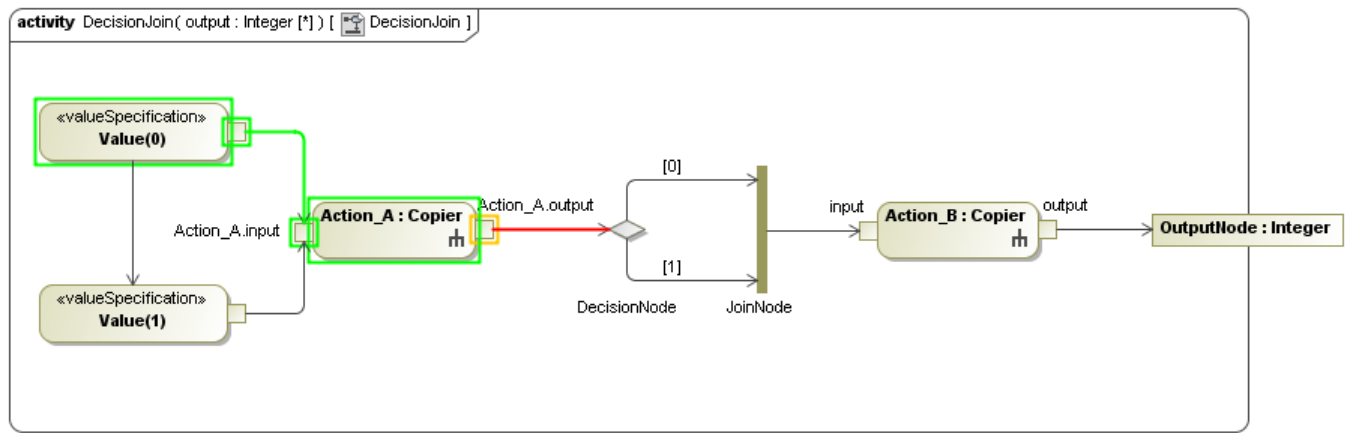 activity DecisionJoin( output : Integer [*] ) [ DecisionJoin ]
«valueSpecification»
Value(0)
[0]
Action_A : Copier
Action_A.output
input
Action_B : Copier
output
Action_A.input
OutputNode : Integer
[1]
«valueSpecification»
Value(1)
DecisionNode
JoinNode